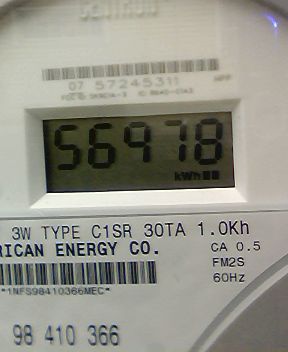 CENTRON
07 57245311
56978
kWh
3W TYPE C1SR 30TA 1.0Kh
RICAN ENERGY CO.
CA 0.5
FM2S
60Hz
*1NFS98410366MEC*
98 410 366